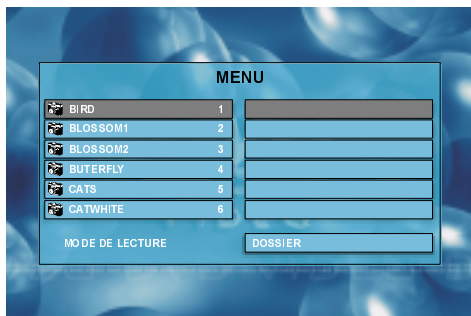 MENU
BIRD 1
BLOSSOM1 2
BLOSSOM2 3
BUTERFLY 4
CATS 5
CATWHITE 6
MODE DE LECTURE DOSSIER